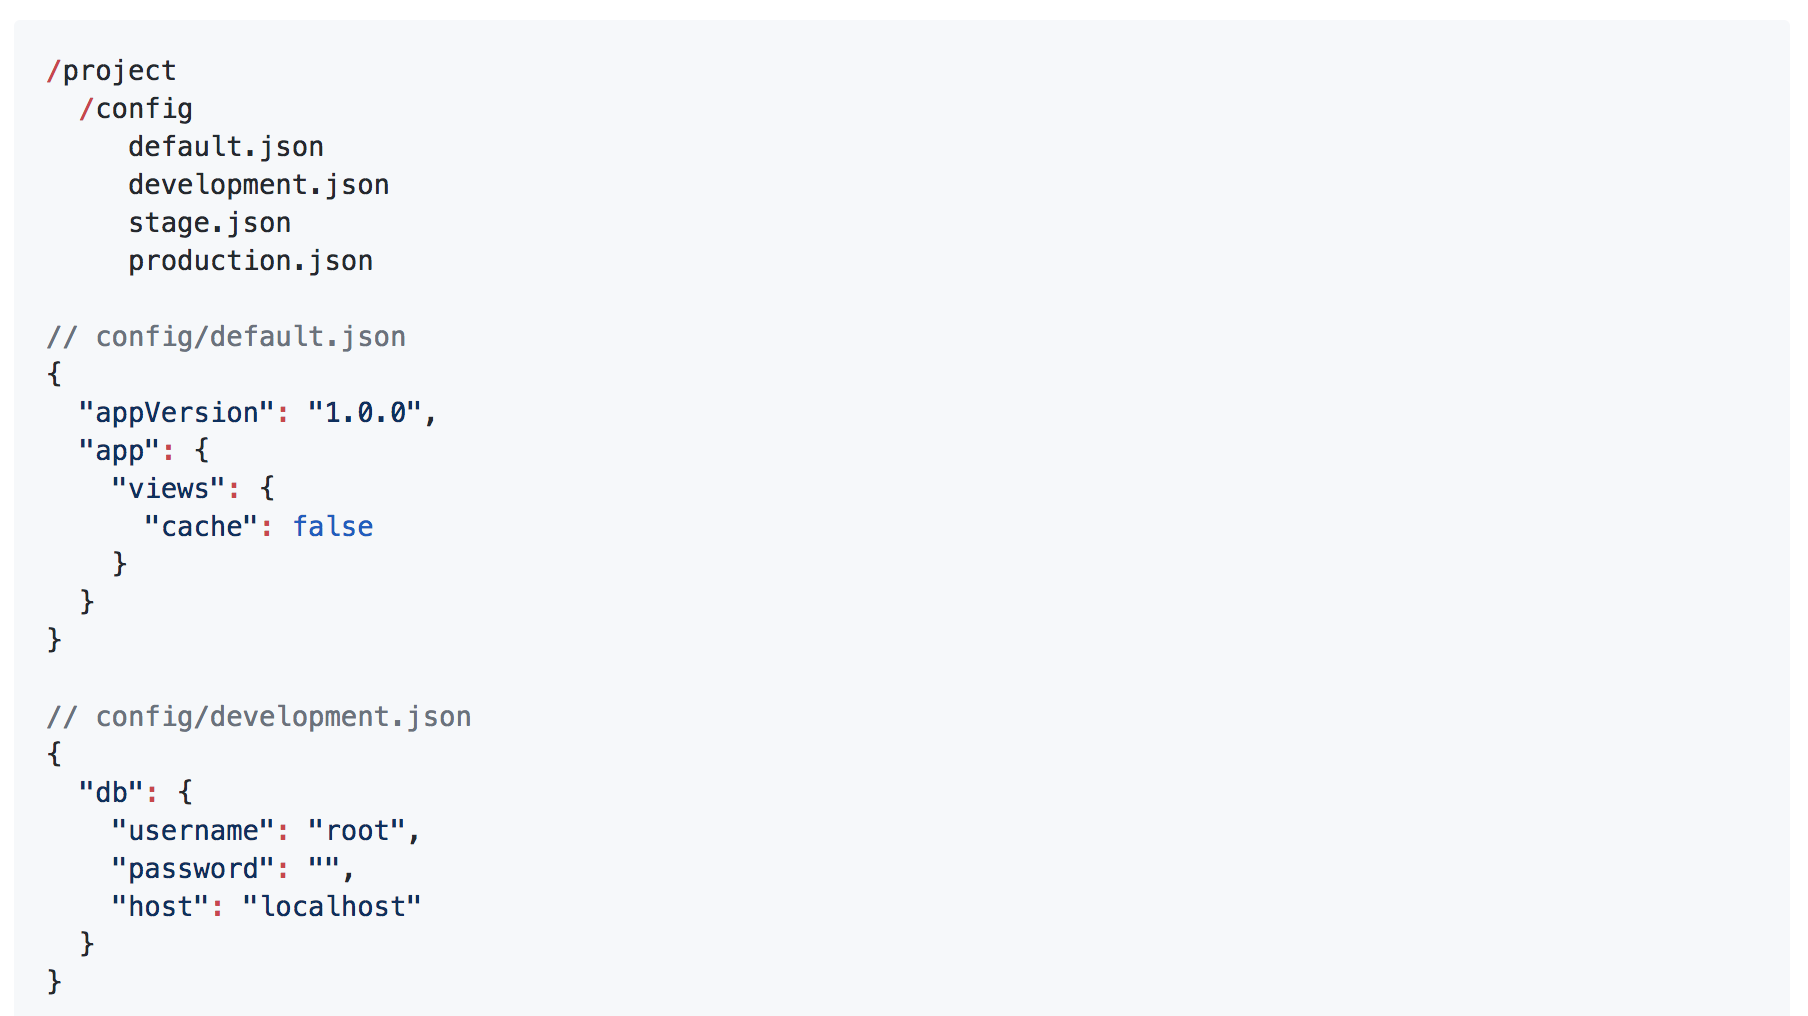 /project
  /config
     default.json
     development.json
     stage.json
     production.json

// config/default.json
{
  "appVersion": "1.0.0",
  "app": {
    "views": {
      "cache": false
    }
  }
}

// config/development.json
{
  "db": {
    "username": "root",
    "password": "",
    "host": "localhost"
  }
}